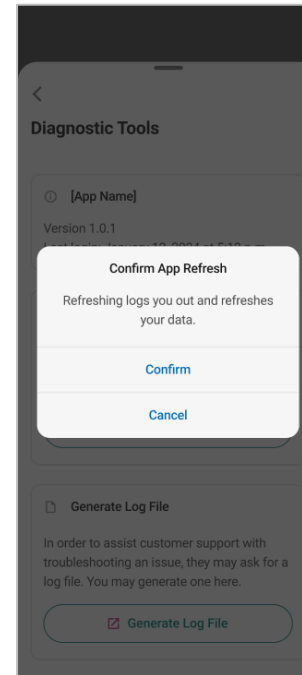 Diagnostic Tools
[App Name]
Version 1.0.1
Confirm App Refresh
Refreshing logs you out and refreshes
your data.
Confirm
Cancel
Generate Log File
In order to assist customer support with
troubleshooting an issue, they may ask for a
log file. You may generate one here.
Generate Log File